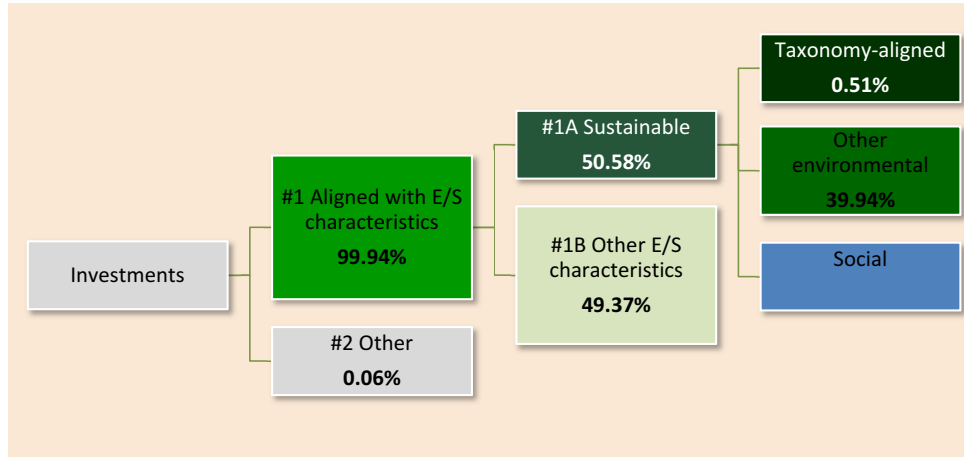 Investments
#1 Aligned with E/S
characteristics
99.94%
#2 Other
0.06%
#1A Sustainable
50.58%
#1B Other E/S
characteristics
49.37%
Taxonomy-aligned
0.51%
Other
environmental
39.94%
Social